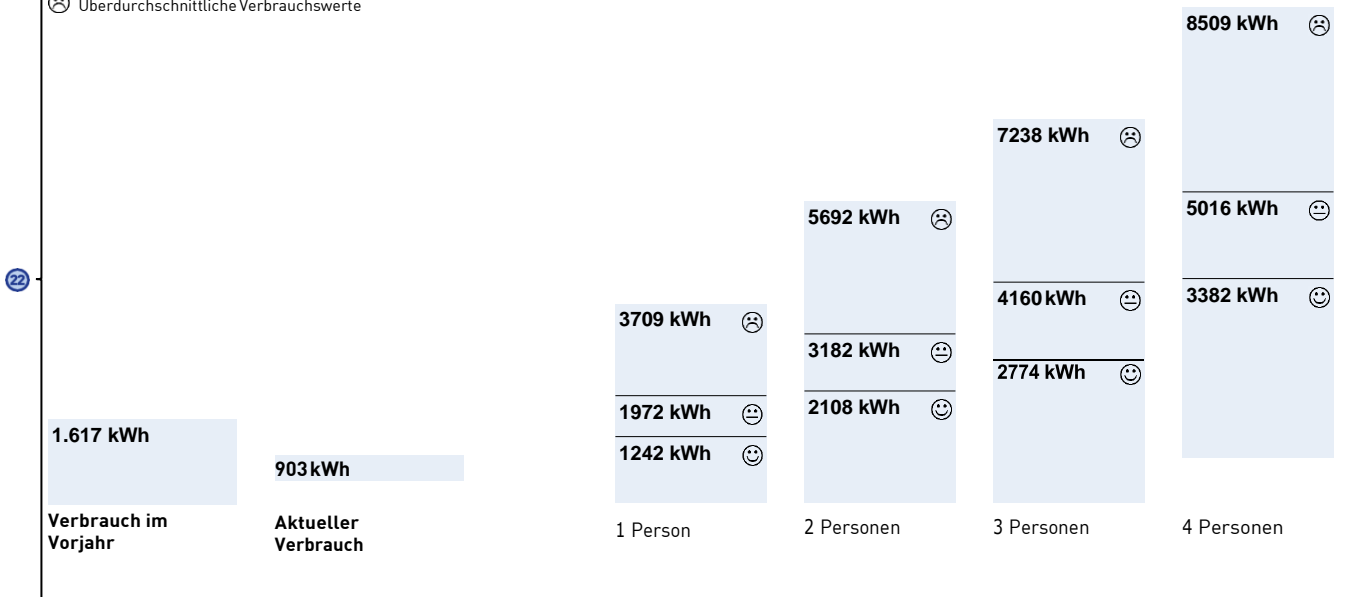 Überdurchschnittliche Verbrauchswerte
22
1.617 kWh
Verbrauch im
Vorjahr
903 kWh
Aktueller
Verbrauch
3709 kWh
1972 kWh
1242 kWh
1 Person
5692 kWh
3182 kWh
2108 kWh
2 Personen
7238 kWh
4160 kWh
2774 kWh
3 Personen
8509 kWh
5016 kWh
3382 kWh
4 Personen